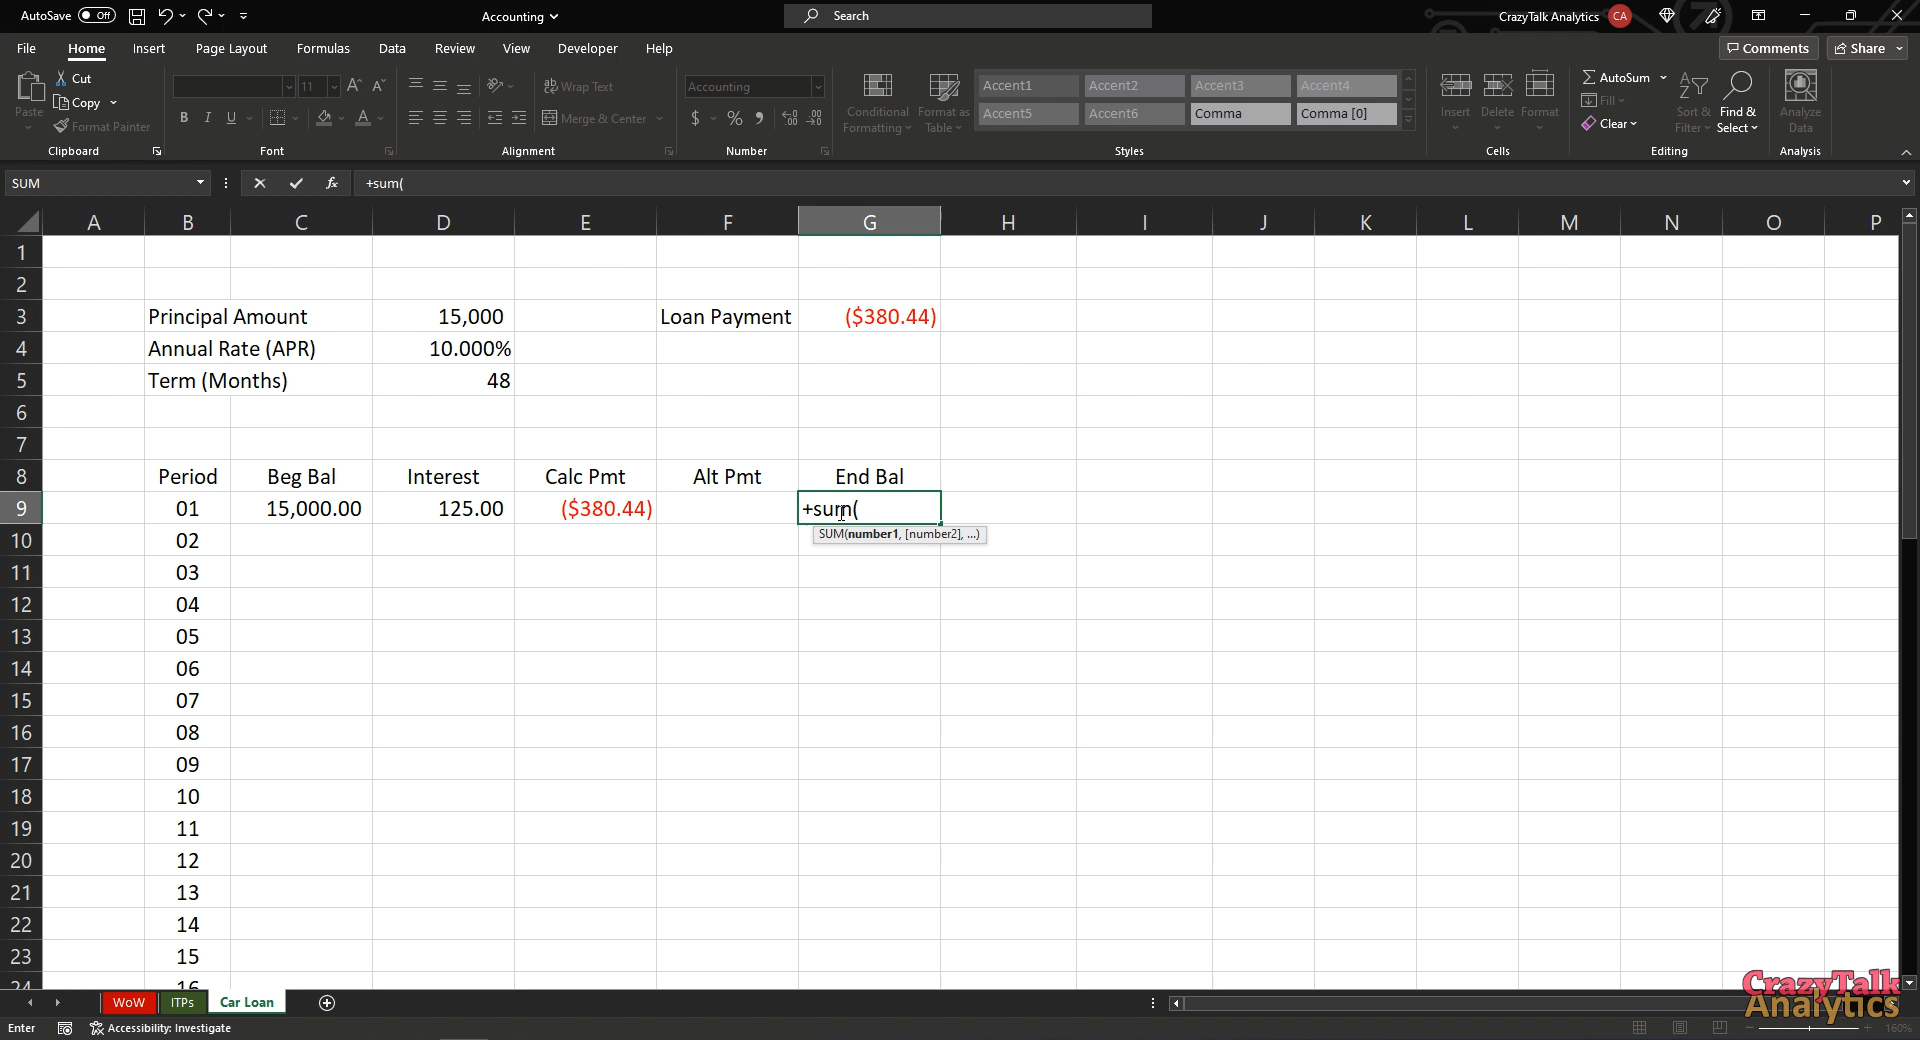 AutoSave Off Accounting Search CrazyTalk Analytics CA
File Home Insert Page Layout Formulas Data Review View Developer Help Comments Share
Paste Cut Copy Format Painter Clipboard
11 A A B I U A Font
ab Wrap Text Merge & Center Alignment
Accounting $ % 9 Number
Conditional Formatting Format as Table
Accent1 Accent2 Accent3 Accent4
Accent5 Accent6 Comma Comma [0]
Styles
Insert Delete Format Cells
AutoSum Fill Clear Sort & Filter Find & Select Editing
Analyze Data Analysis
SUM fx +sum(
A B C D E F G H I J K L M N O P
1
2
3 Principal Amount 15,000 Loan Payment ($380.44)
4 Annual Rate (APR) 10.000%
5 Term (Months) 48
6
7
8 Period Beg Bal Interest Calc Pmt Alt Pmt End Bal
9 01 15,000.00 125.00 ($380.44) +sum(
SUM(number1, [number2], ...)
10 02
11 03
12 04
13 05
14 06
15 07
16 08
17 09
18 10
19 11
20 12
21 13
22 14
23 15
24 16
WoW ITPs Car Loan
CrazyTalk
Analytics
Enter Accessibility: Investigate 160%